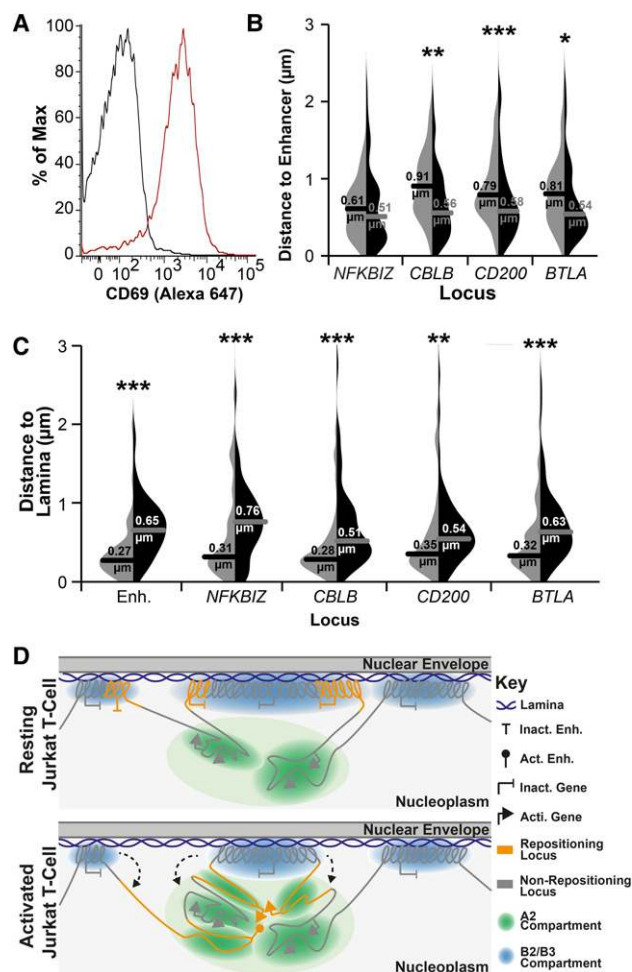 A
% of Max
100
80
60
40
20
0
0 10² 10³ 10⁴ 10⁵
CD69 (Alexa 647)
B
** *** *
Distance to Enhancer (µm)
3
2
1
0
0.61 µm 0.51 µm
0.91 µm 0.56 µm
0.79 µm 0.58 µm
0.81 µm 0.54 µm
NFKBIZ CBLB CD200 BTLA
Locus
C
*** *** *** ** ***
Distance to
Lamina (µm)
3
2
1
0
0.27 µm 0.65 µm
0.31 µm 0.76 µm
0.28 µm 0.51 µm
0.35 µm 0.54 µm
0.32 µm 0.63 µm
Enh. NFKBIZ CBLB CD200 BTLA
Locus
D
Resting
Jurkat T-Cell
Nuclear Envelope
Nucleoplasm
Activated
Jurkat T-Cell
Nuclear Envelope
Nucleoplasm
Key
Lamina
Inact. Enh.
Act. Enh.
Inact. Gene
Acti. Gene
Repositioning
Locus
Non-Repositioning
Locus
A2
Compartment
B2/B3
Compartment